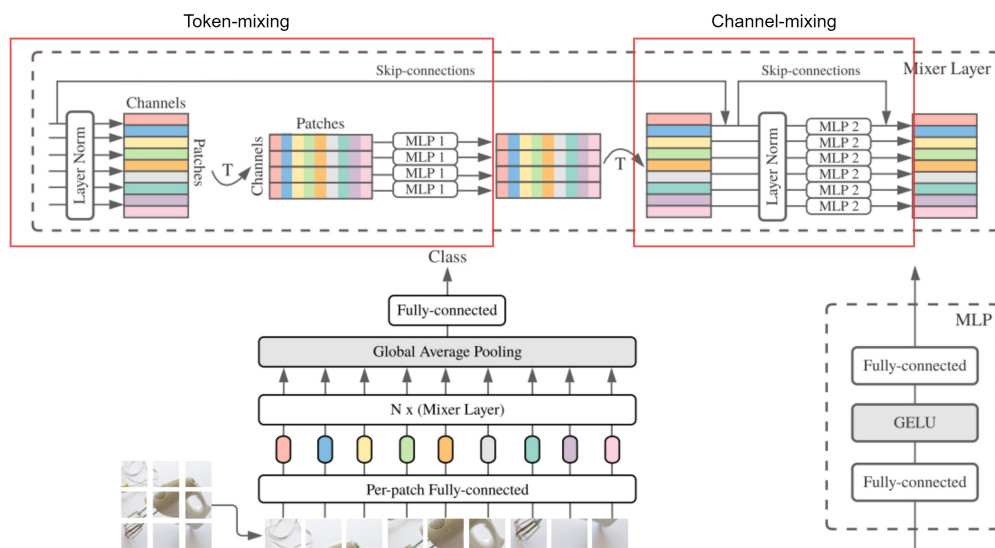 Token-mixing
Channel-mixing
Mixer Layer
Skip-connections
Skip-connections
Channels
Layer Norm
Patches
T
Patches
Channels
MLP 1
MLP 1
MLP 1
MLP 1
T
Layer Norm
MLP 2
MLP 2
MLP 2
MLP 2
MLP 2
MLP 2
Class
Fully-connected
Global Average Pooling
N x (Mixer Layer)
Per-patch Fully-connected
MLP
Fully-connected
GELU
Fully-connected